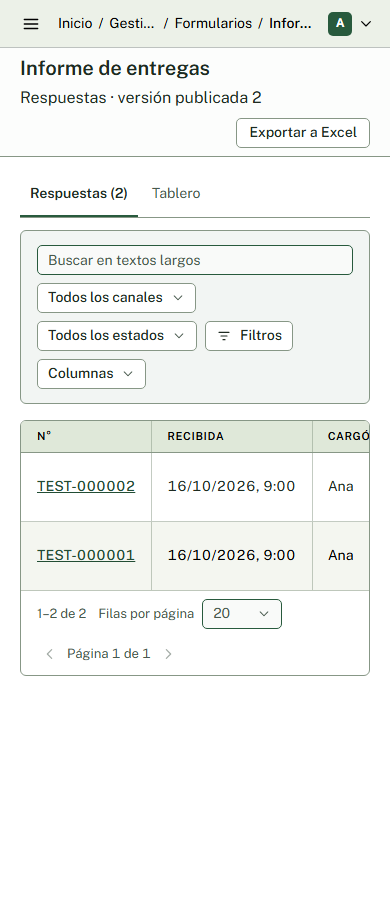 Inicio / Gesti... / Formularios / Infor... A
Informe de entregas
Respuestas · versión publicada 2
Exportar a Excel
Respuestas (2) Tablero
Buscar en textos largos
Todos los canales
Todos los estados Filtros
Columnas
N° RECIBIDA CARGÓ
TEST-000002 16/10/2026, 9:00 Ana
TEST-000001 16/10/2026, 9:00 Ana
1–2 de 2 Filas por página 20
Página 1 de 1